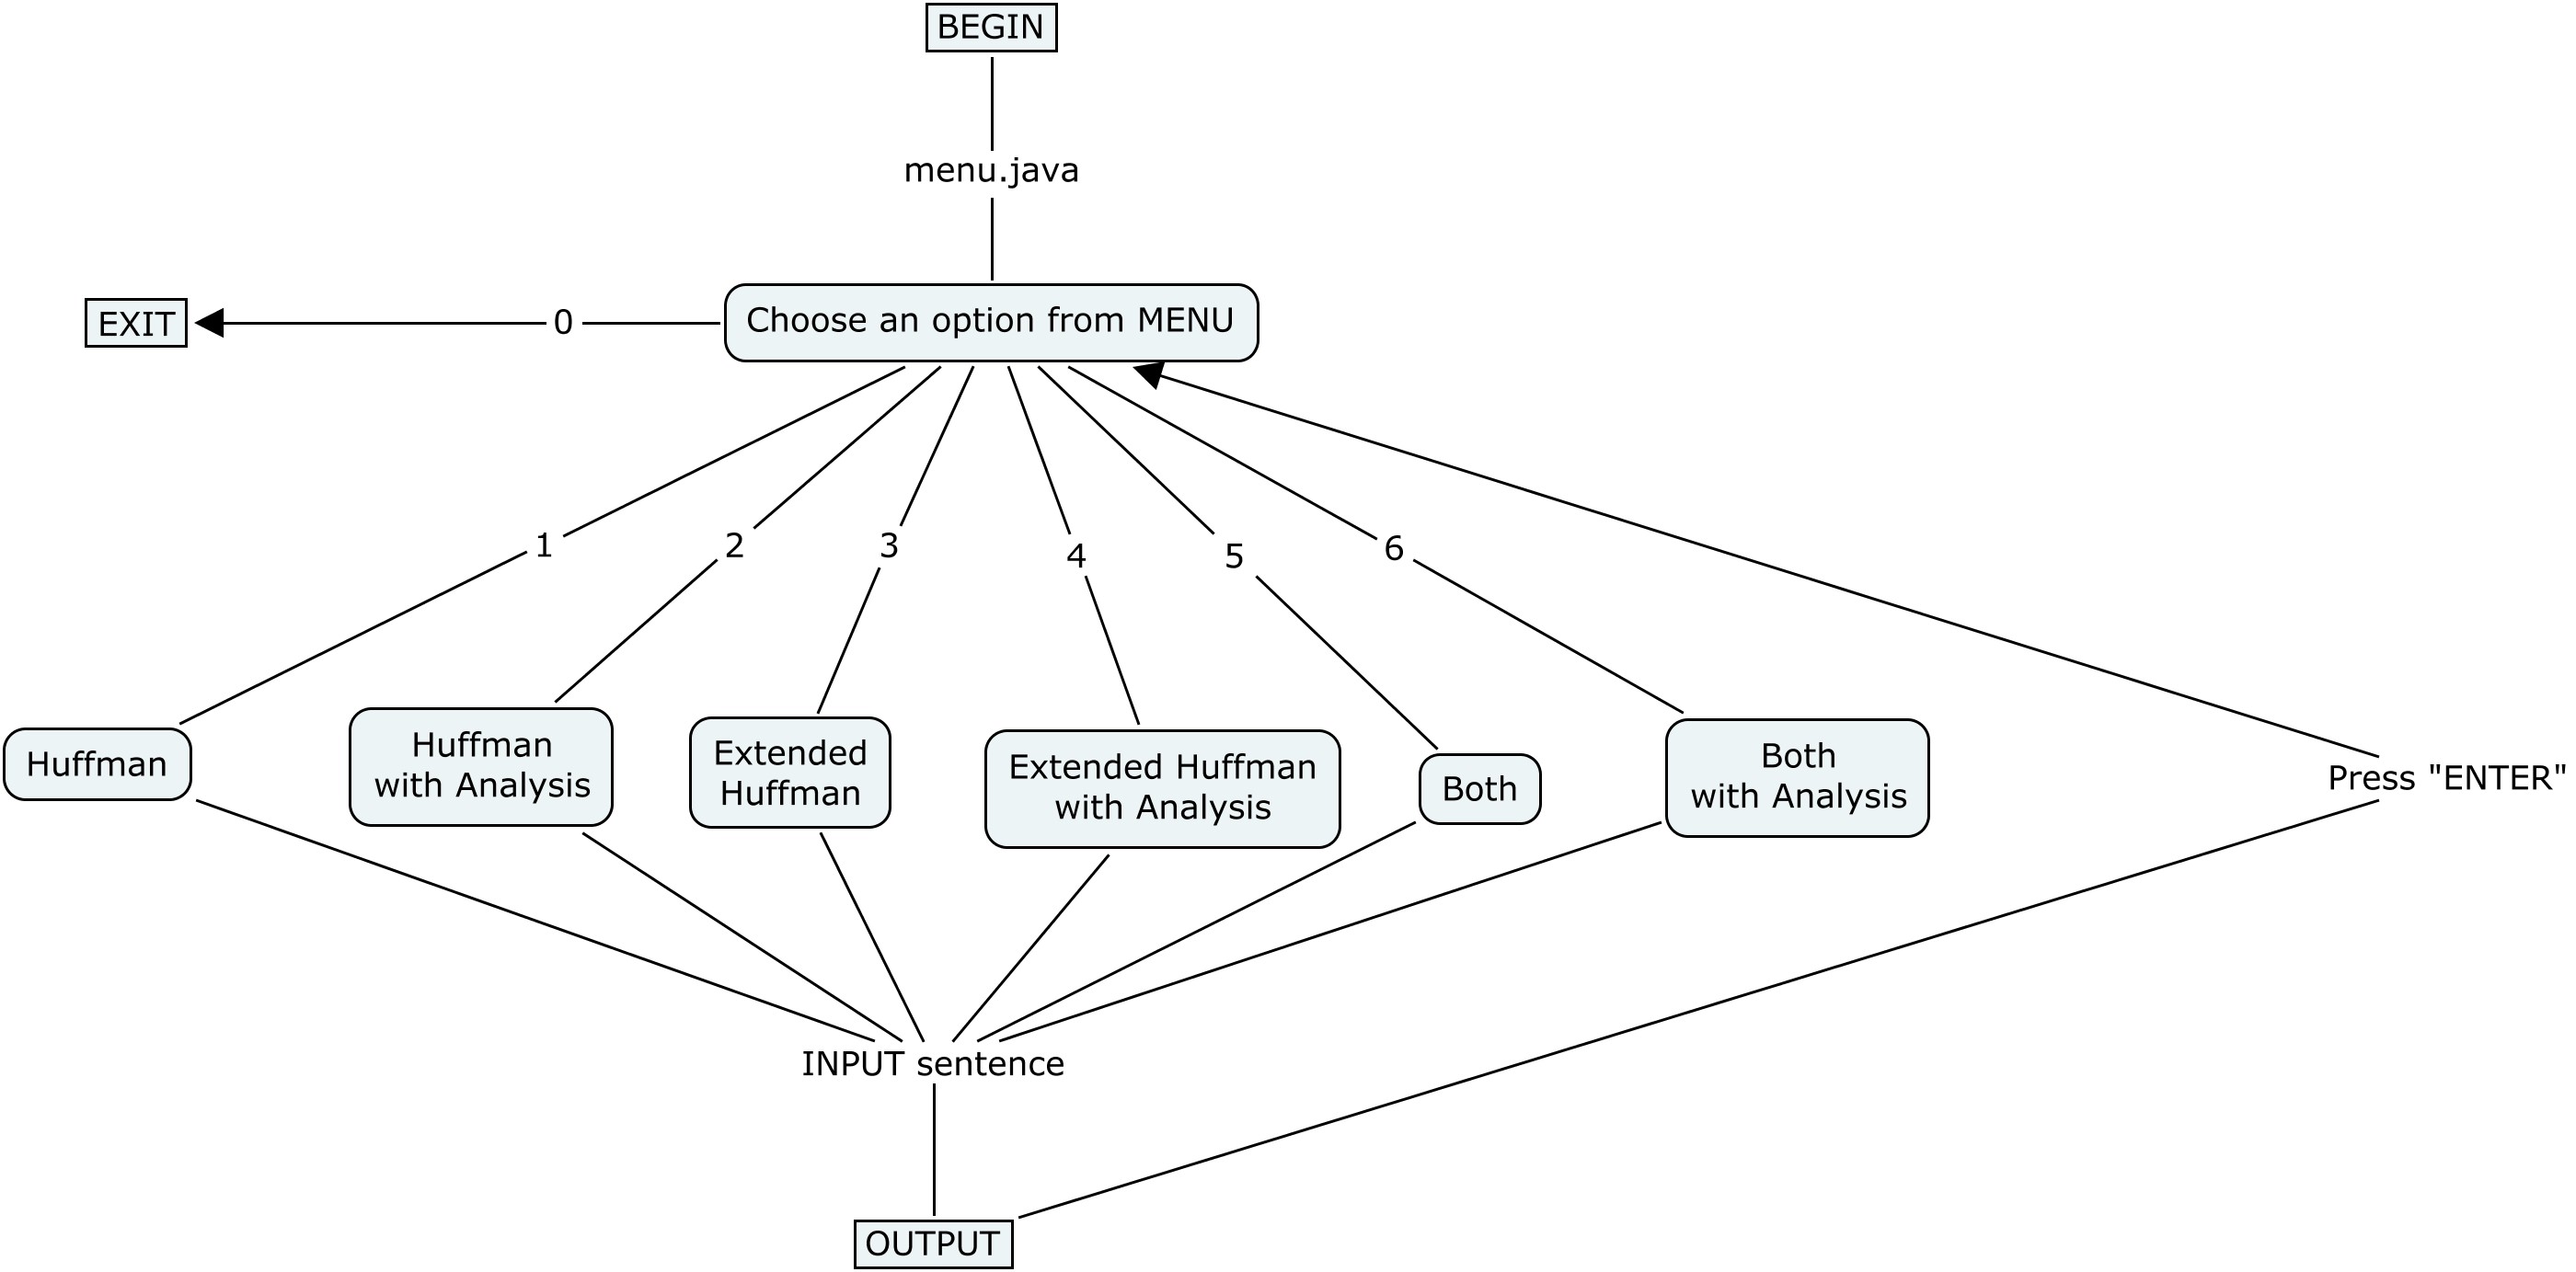 BEGIN
menu.java
EXIT
0
Choose an option from MENU
1
2
3
4
5
6
Huffman
Huffman
with Analysis
Extended
Huffman
Extended Huffman
with Analysis
Both
Both
with Analysis
Press "ENTER"
INPUT sentence
OUTPUT